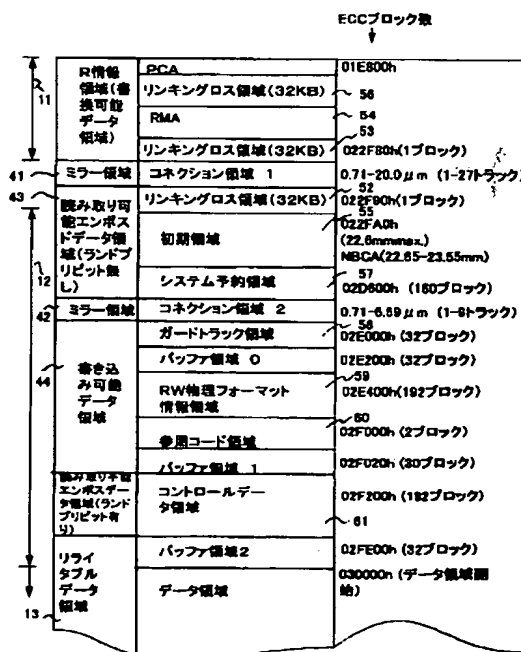 ECCブロック数
R情報
領域(書
換可能
データ
領域)
11
PCA
01E800h
リンキングロス領域(32KB)
56
RMA
54
53
リンキングロス領域(32KB)
022F80h(1ブロック)
41
ミラー領域
コネクション領域 1
0.71-20.0μm (1-27トラック)
43
読み取り可
能エンボス
ドデータ領
域(ランドプ
リピット無
し)
12
リンキングロス領域(32KB)
52
022F90h(1ブロック)
55
初期領域
022FA0h
(22.6mmmax.)
NBCA(22.65-23.55mm)
57
システム予約領域
02D600h (160ブロック)
42
ミラー領域
コネクション領域 2
0.71-6.69μm (1-9トラック)
58
44
書き込
み可能
データ
領域
ガードトラック領域
02E000h (32ブロック)
バッファ領域 0
02E200h (32ブロック)
59
RW物理フォーマット
情報領域
02E400h(192ブロック)
60
参用コード領域
02F000h (2ブロック)
バッファ領域 1
02F020h (30ブロック)
読み取り可能
エンボスデー
タ領域(ランド
プリピット有
り)
コントロールデー
タ領域
02F200h (192ブロック)
61
リライ
タブル
データ
領域
13
バッファ領域2
02FE00h (32ブロック)
データ領域
030000h (データ領域開
始)